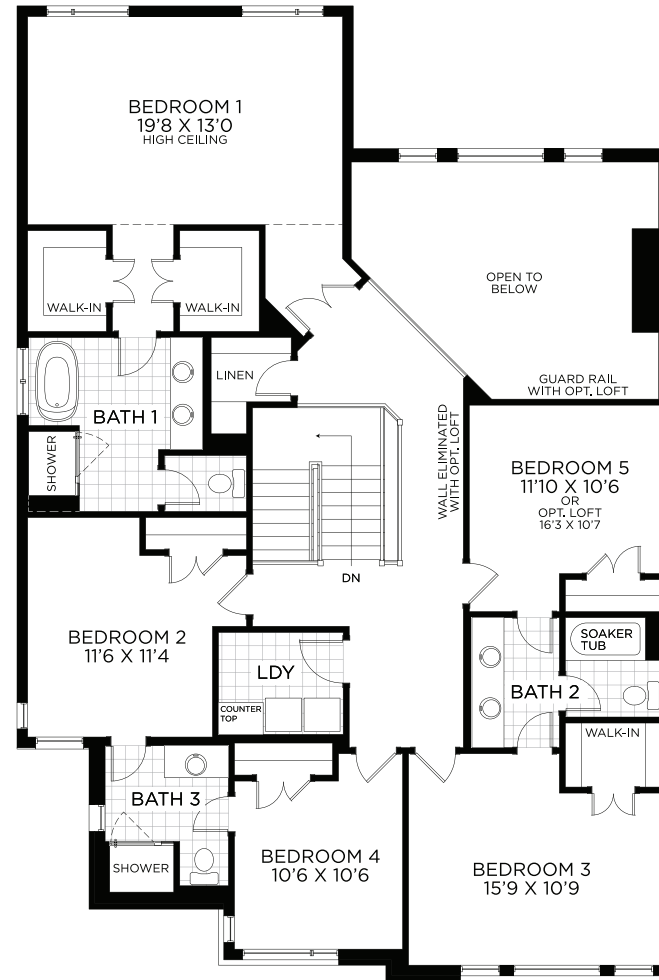 BEDROOM 1
19'8 X 13'0
HIGH CEILING
OPEN TO
BELOW
WALK-IN
WALK-IN
LINEN
GUARD RAIL
WITH OPT. LOFT
BATH 1
SHOWER
WALL ELIMINATED
WITH OPT. LOFT
BEDROOM 5
11'10 X 10'6
OR
OPT. LOFT
16'3 X 10'7
DN
BEDROOM 2
11'6 X 11'4
LDY
COUNTER
TOP
SOAKER
TUB
BATH 2
WALK-IN
BATH 3
SHOWER
BEDROOM 4
10'6 X 10'6
BEDROOM 3
15'9 X 10'9